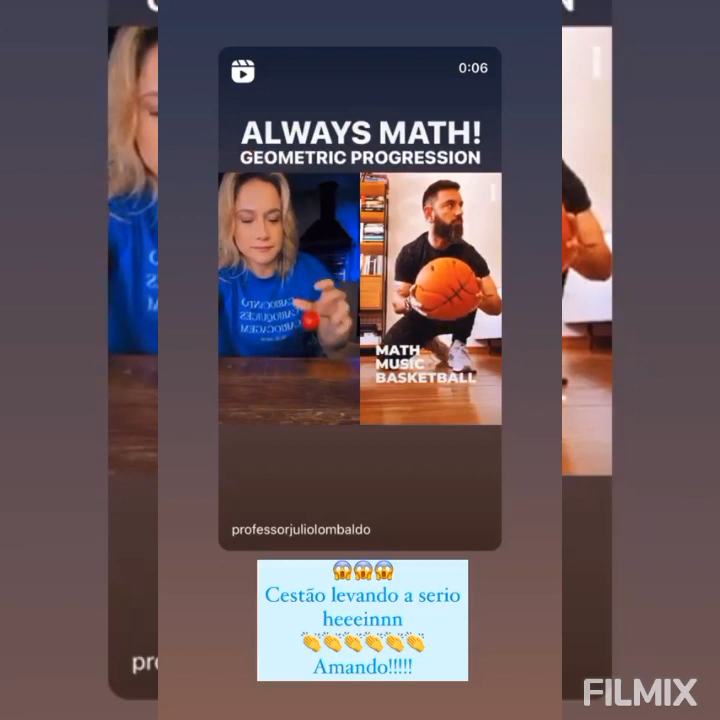 0:06
ALWAYS MATH!
GEOMETRIC PROGRESSION
MATH
MUSIC
BASKETBALL
professorjuliolombaldo
😱😱😱
Cestão levando a serio
heeeinnn
👏👏👏👏👏👏
Amando!!!!!
FILMIX